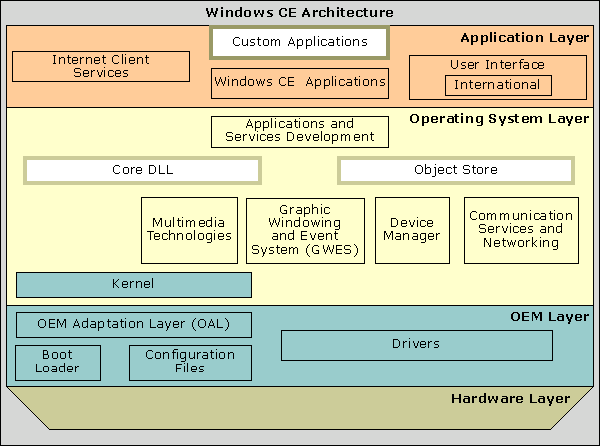 Windows CE Architecture
Application Layer
Custom Applications
Internet Client
Services
Windows CE Applications
User Interface
International
Operating System Layer
Applications and
Services Development
Core DLL
Object Store
Multimedia
Technologies
Graphic
Windowing
and Event
System (GWES)
Device
Manager
Communication
Services and
Networking
Kernel
OEM Layer
OEM Adaptation Layer (OAL)
Drivers
Boot
Loader
Configuration
Files
Hardware Layer